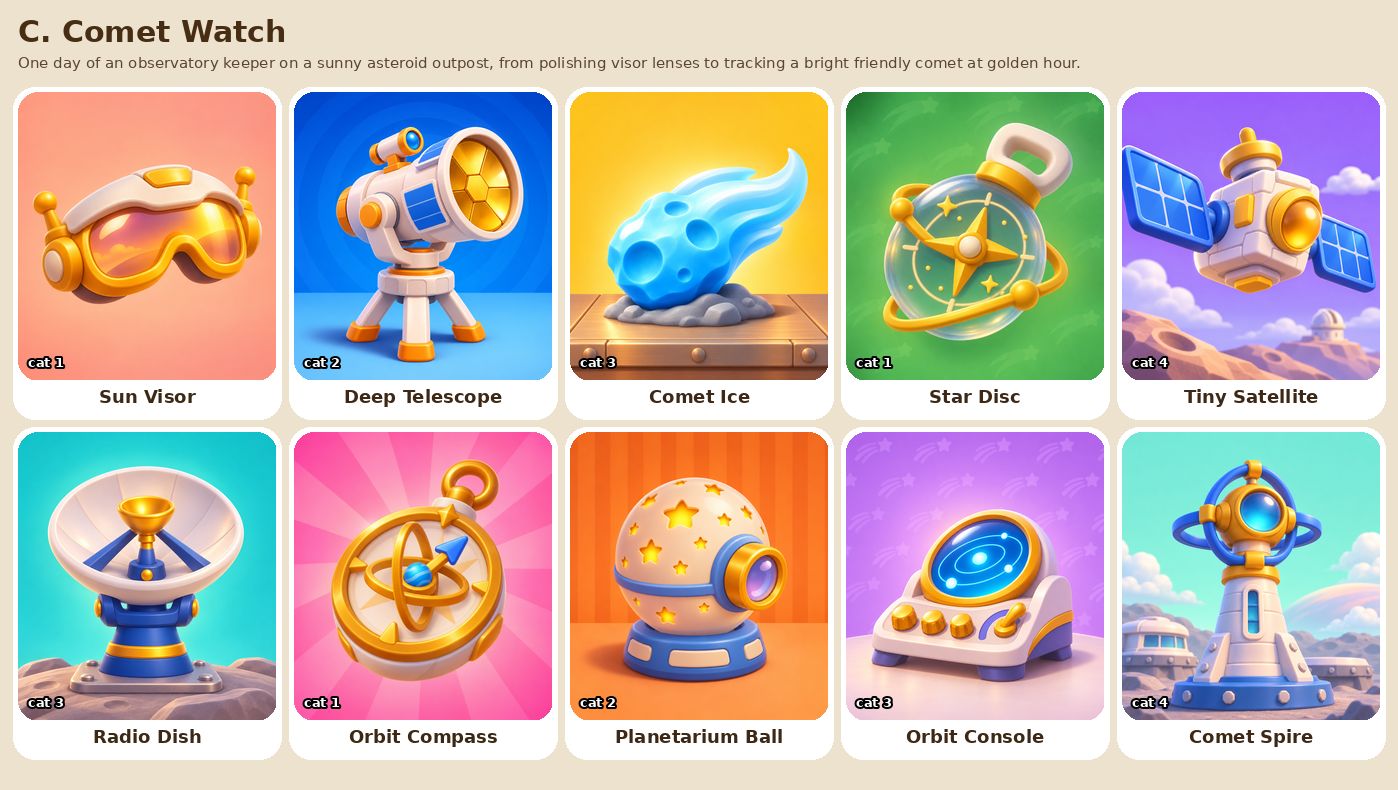 C. Comet Watch
One day of an observatory keeper on a sunny asteroid outpost, from polishing visor lenses to tracking a bright friendly comet at golden hour.
cat 1
Sun Visor
cat 2
Deep Telescope
cat 3
Comet Ice
cat 1
Star Disc
cat 4
Tiny Satellite
cat 3
Radio Dish
cat 1
Orbit Compass
cat 2
Planetarium Ball
cat 3
Orbit Console
cat 4
Comet Spire